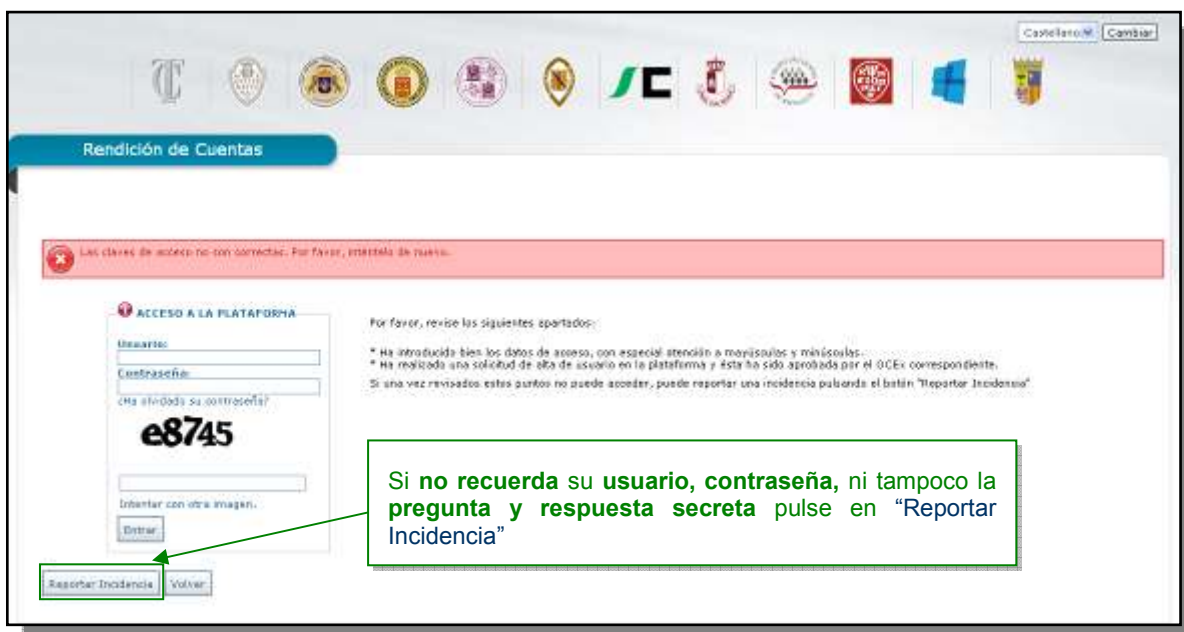 Castellano Cambiar
Rendición de Cuentas
Las claves de acceso no son correctas. Por favor, inténtelo de nuevo.
ACCESO A LA PLATAFORMA
Usuario:
Contraseña:
¿Ha olvidado su contraseña?
e8745
Intentar con otra imagen.
Entrar
Por favor, revise los siguientes apartados:
* Ha introducido bien los datos de acceso, con especial atención a mayúsculas y minúsculas.
* Ha realizado una solicitud de alta de usuario en la plataforma y ésta ha sido aprobada por el OCEx correspondiente.
Si una vez revisados estos puntos no puede acceder, puede reportar una incidencia pulsando el botón "Reportar Incidencia"
Si no recuerda su usuario, contraseña, ni tampoco la
pregunta y respuesta secreta pulse en “Reportar
Incidencia”
Reportar Incidencia Volver